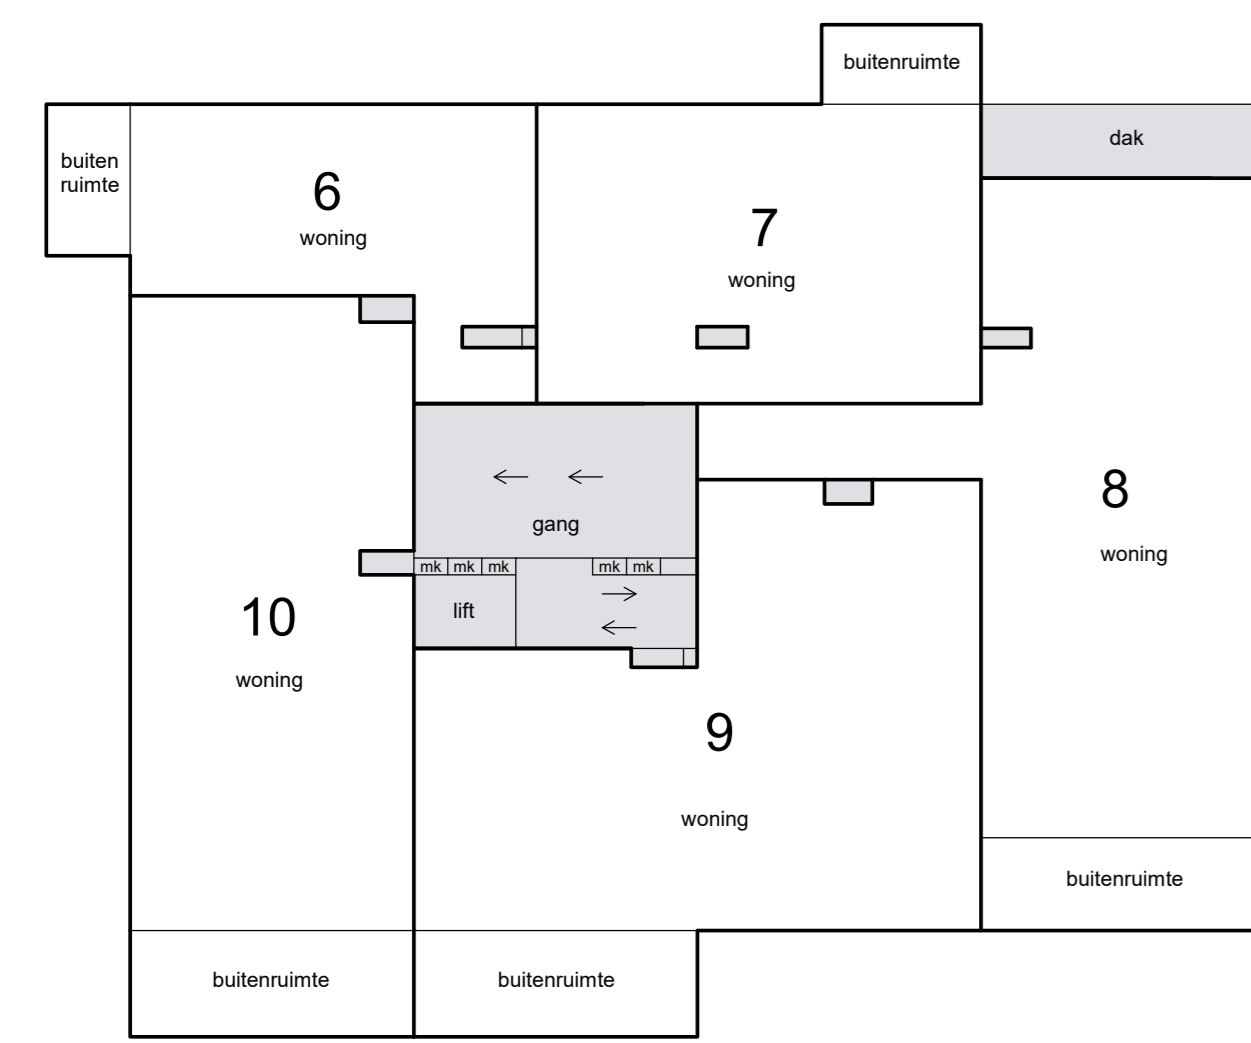 buitenruimte
dak
buiten
ruimte
6
woning
7
woning
8
woning
gang
mk mk mk mk mk
lift
10
woning
9
woning
buitenruimte
buitenruimte
buitenruimte